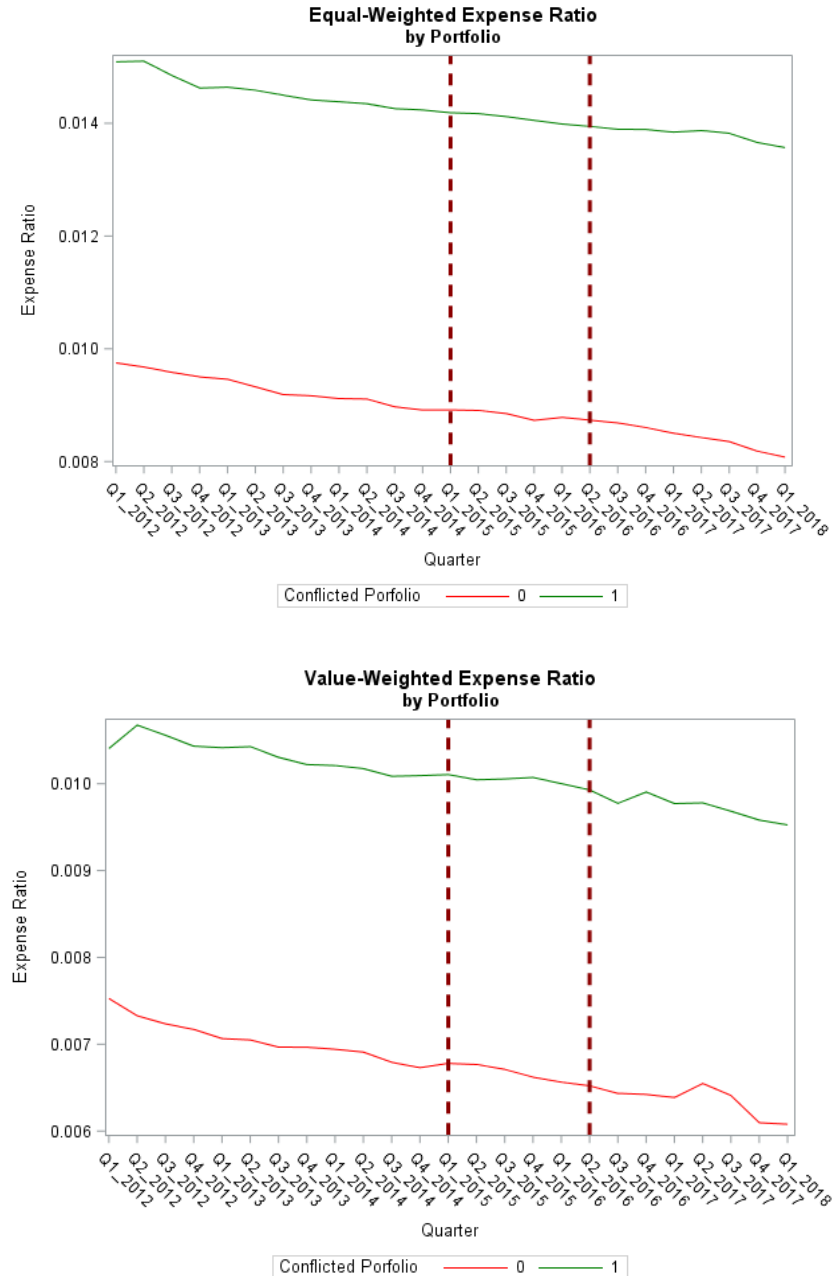 Equal-Weighted Expense Ratio
by Portfolio
Expense Ratio
0.014
0.012
0.010
0.008
Q1_2012
Q2_2012
Q3_2012
Q4_2012
Q1_2013
Q2_2013
Q3_2013
Q4_2013
Q1_2014
Q2_2014
Q3_2014
Q4_2014
Q1_2015
Q2_2015
Q3_2015
Q4_2015
Q1_2016
Q2_2016
Q3_2016
Q4_2016
Q1_2017
Q2_2017
Q3_2017
Q4_2017
Q1_2018
Quarter
Conflicted Porfolio 0 1
Value-Weighted Expense Ratio
by Portfolio
Expense Ratio
0.010
0.009
0.008
0.007
0.006
Q1_2012
Q2_2012
Q3_2012
Q4_2012
Q1_2013
Q2_2013
Q3_2013
Q4_2013
Q1_2014
Q2_2014
Q3_2014
Q4_2014
Q1_2015
Q2_2015
Q3_2015
Q4_2015
Q1_2016
Q2_2016
Q3_2016
Q4_2016
Q1_2017
Q2_2017
Q3_2017
Q4_2017
Q1_2018
Quarter
Conflicted Porfolio 0 1